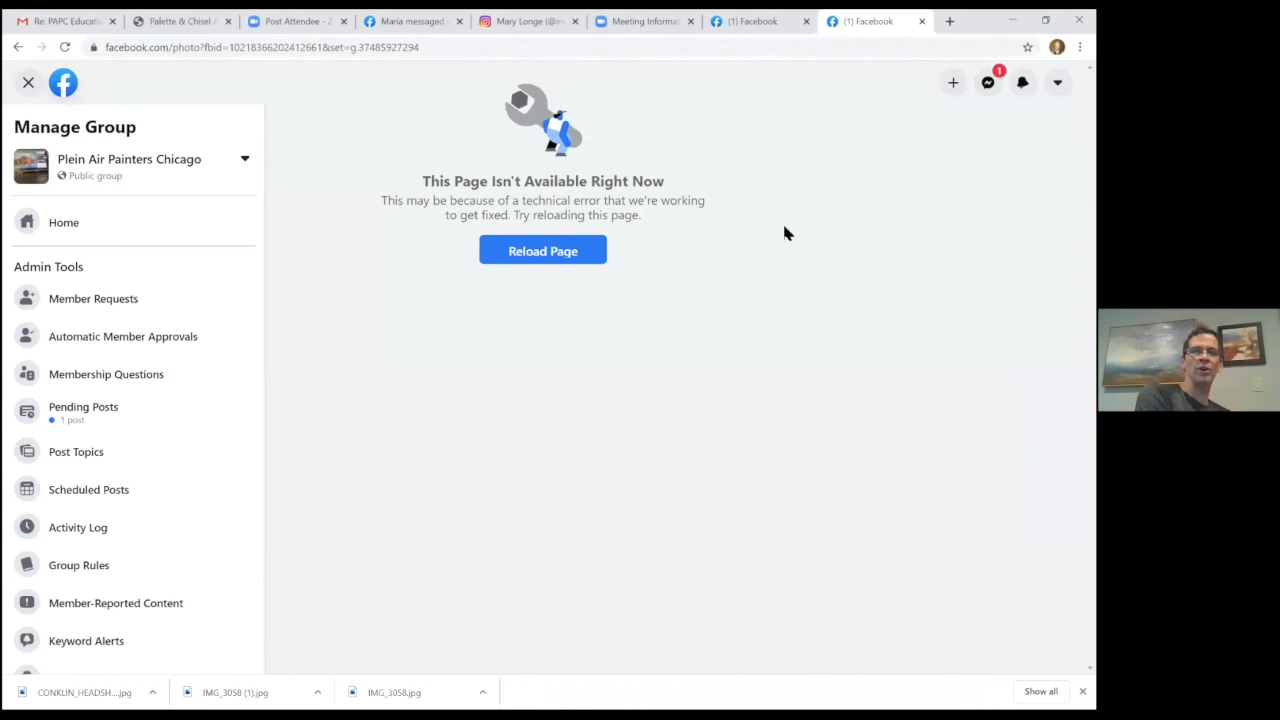 Re: PAPC Educati
Palette & Chisel A
Post Attendee - Z
Maria messaged
Mary Longe (@in
Meeting Informat
(1) Facebook
(1) Facebook
facebook.com/photo?fbid=10218366202412661&set=g.37485927294
1
Manage Group
Plein Air Painters Chicago
Public group
Home
Admin Tools
Member Requests
Automatic Member Approvals
Membership Questions
Pending Posts
1 post
Post Topics
Scheduled Posts
Activity Log
Group Rules
Member-Reported Content
Keyword Alerts
This Page Isn't Available Right Now
This may be because of a technical error that we're working
to get fixed. Try reloading this page.
Reload Page
CONKLIN_HEADSH....jpg
IMG_3058 (1).jpg
IMG_3058.jpg
Show all